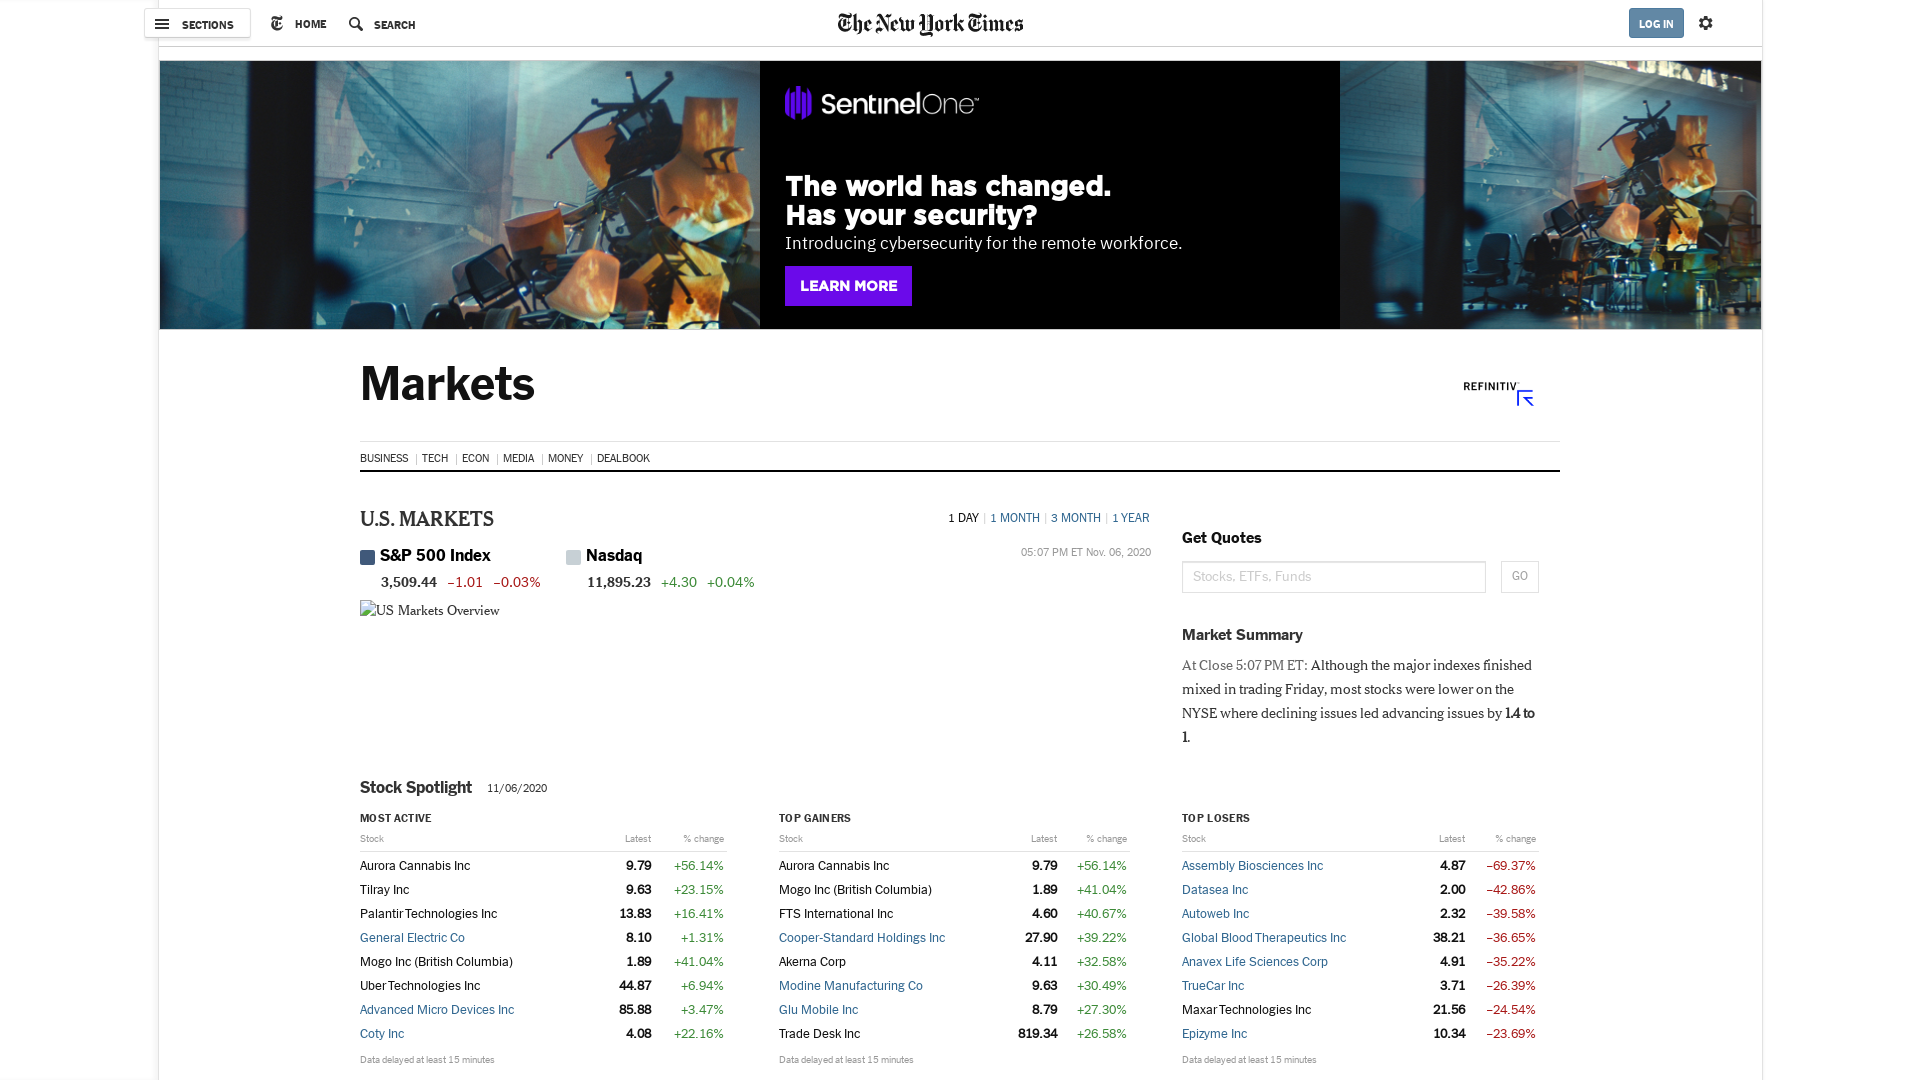 SECTIONS HOME SEARCH The New York Times LOG IN
SentinelOne™
The world has changed.
Has your security?
Introducing cybersecurity for the remote workforce.
LEARN MORE
Markets
REFINITIV
BUSINESS TECH ECON MEDIA MONEY DEALBOOK
U.S. MARKETS
1 DAY 1 MONTH 3 MONTH 1 YEAR
S&P 500 Index Nasdaq
05:07 PM ET Nov. 06, 2020
3,509.44 −1.01 −0.03% 11,895.23 +4.30 +0.04%
US Markets Overview
Get Quotes
Stocks, ETFs, Funds GO
Market Summary
At Close 5:07 PM ET: Although the major indexes finished
mixed in trading Friday, most stocks were lower on the
NYSE where declining issues led advancing issues by 1.4 to
1.
Stock Spotlight 11/06/2020
MOST ACTIVE
Stock Latest % change
Aurora Cannabis Inc 9.79 +56.14%
Tilray Inc 9.63 +23.15%
Palantir Technologies Inc 13.83 +16.41%
General Electric Co 8.10 +1.31%
Mogo Inc (British Columbia) 1.89 +41.04%
Uber Technologies Inc 44.87 +6.94%
Advanced Micro Devices Inc 85.88 +3.47%
Coty Inc 4.08 +22.16%
Data delayed at least 15 minutes
TOP GAINERS
Stock Latest % change
Aurora Cannabis Inc 9.79 +56.14%
Mogo Inc (British Columbia) 1.89 +41.04%
FTS International Inc 4.60 +40.67%
Cooper-Standard Holdings Inc 27.90 +39.22%
Akerna Corp 4.11 +32.58%
Modine Manufacturing Co 9.63 +30.49%
Glu Mobile Inc 8.79 +27.30%
Trade Desk Inc 819.34 +26.58%
Data delayed at least 15 minutes
TOP LOSERS
Stock Latest % change
Assembly Biosciences Inc 4.87 −69.37%
Datasea Inc 2.00 −42.86%
Autoweb Inc 2.32 −39.58%
Global Blood Therapeutics Inc 38.21 −36.65%
Anavex Life Sciences Corp 4.91 −35.22%
TrueCar Inc 3.71 −26.39%
Maxar Technologies Inc 21.56 −24.54%
Epizyme Inc 10.34 −23.69%
Data delayed at least 15 minutes